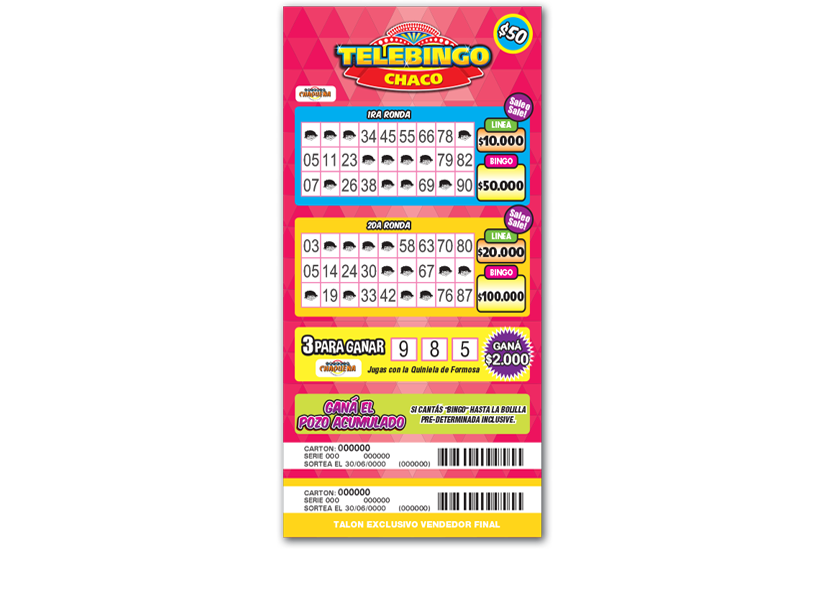 $50
TELEBINGO
CHACO
CHAQUEÑA
1RA RONDA
Sale o
Sale!
LINEA
34 45 55 66 78
$10.000
05 11 23 79 82
BINGO
07 26 38 69 90
$50.000
2DA RONDA
Sale o
Sale!
LINEA
03 58 63 70 80
$20.000
05 14 24 30 67
BINGO
19 33 42 76 87
$100.000
3 PARA GANAR
9 8 5
GANÁ
$2.000
CHAQUEÑA
Jugas con la Quiniela de Formosa
GANÁ EL
POZO ACUMULADO
SI CANTÁS "BINGO" HASTA LA BOLILLA
PRE-DETERMINADA INCLUSIVE.
CARTON: 000000
SERIE 000 000000
SORTEA EL 30/06/0000 (000000)
CARTON: 000000
SERIE 000 000000
SORTEA EL 30/06/0000 (000000)
TALON EXCLUSIVO VENDEDOR FINAL